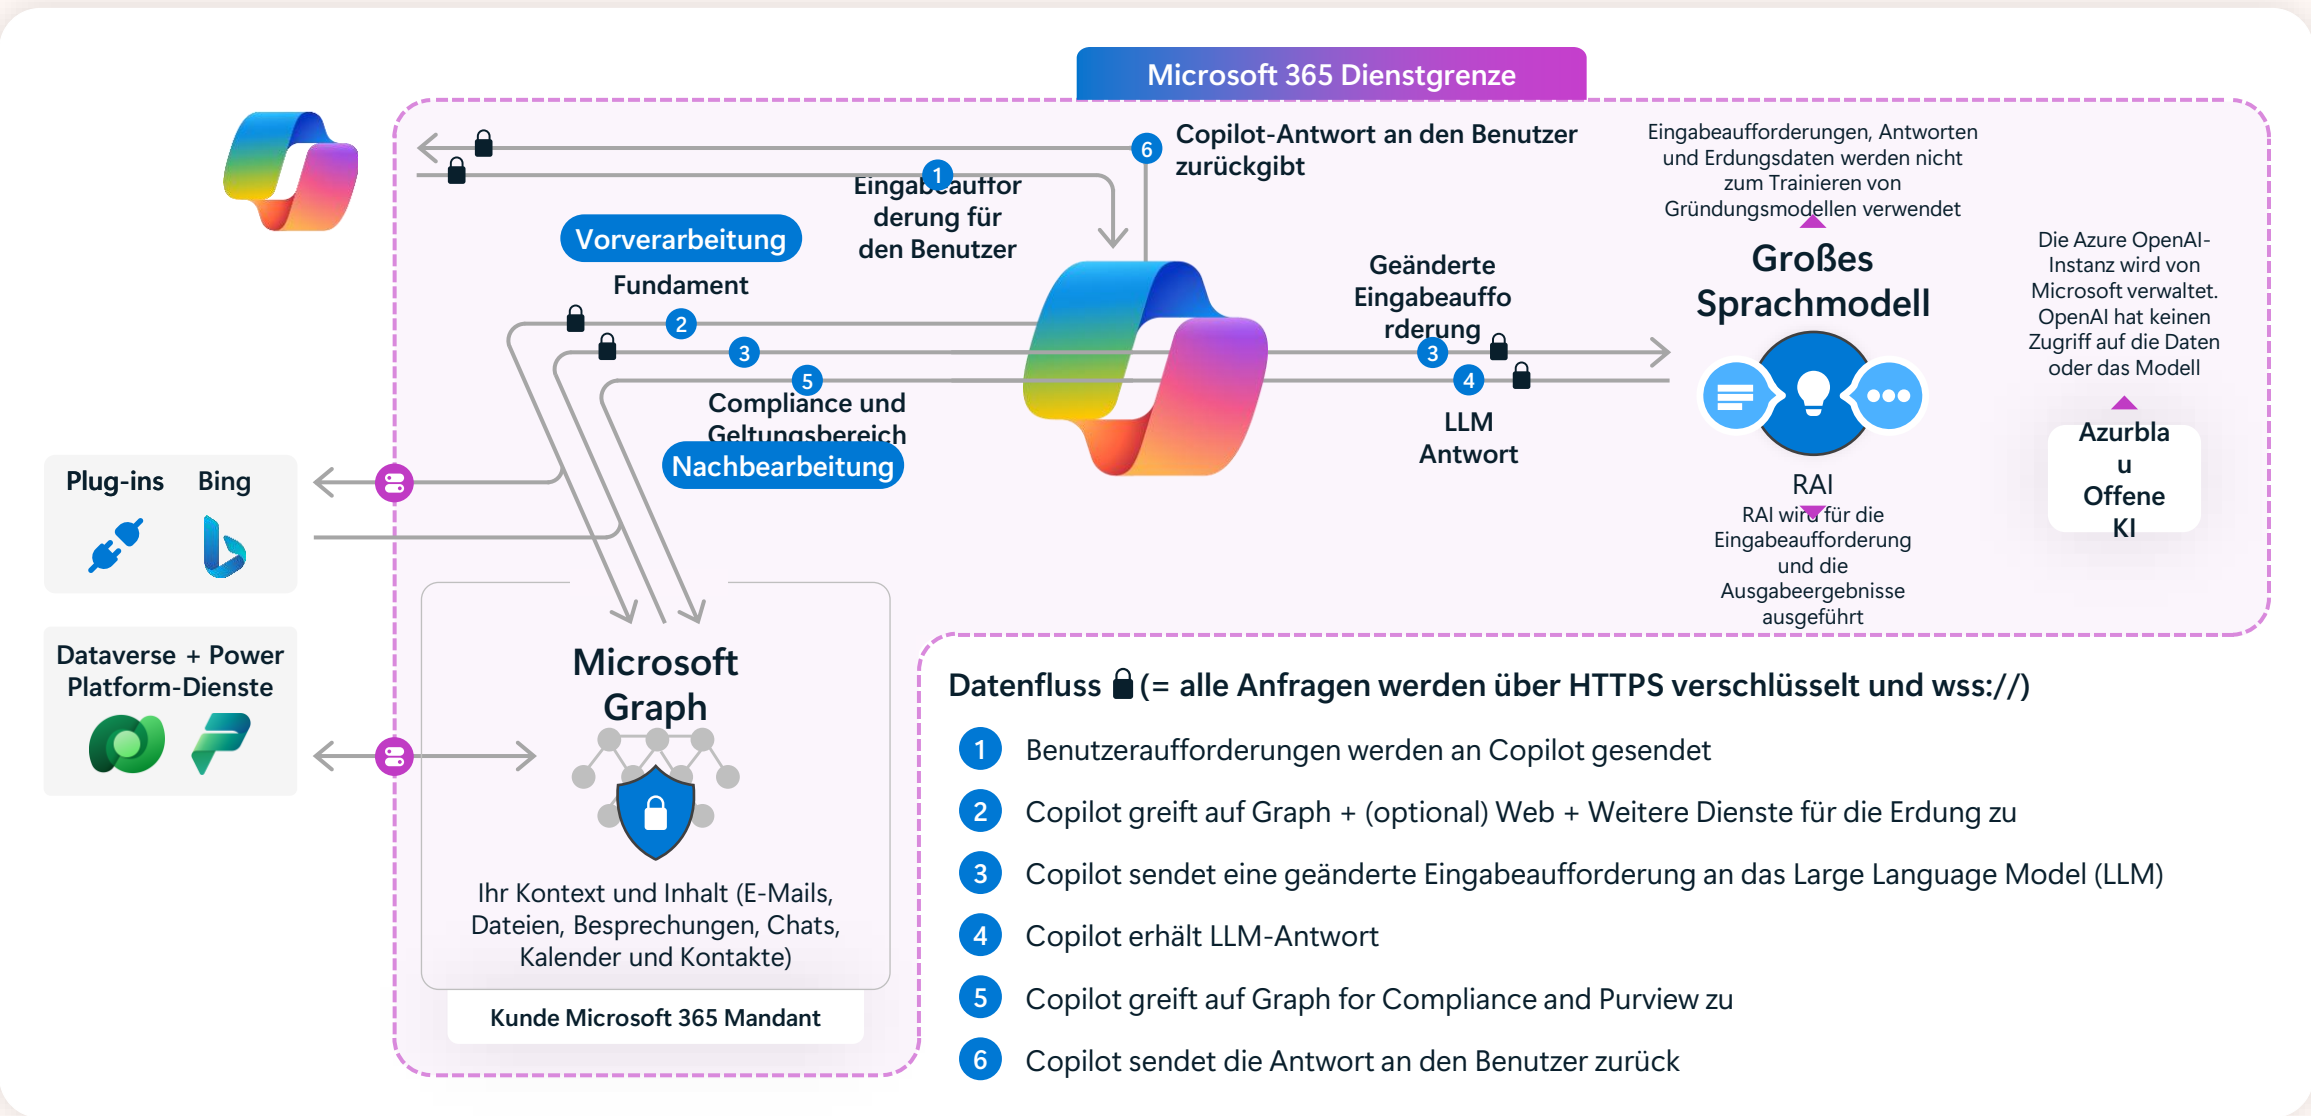 Microsoft 365 Dienstgrenze
6
Copilot-Antwort an den Benutzer
zurückgibt
1
Eingabeauffor
derung für
den Benutzer
Vorverarbeitung
Fundament
2
3
5
Compliance und
Geltungsbereich
Nachbearbeitung
Geänderte
Eingabeauffo
rderung
3
4
LLM
Antwort
Eingabeaufforderungen, Antworten
und Erdungsdaten werden nicht
zum Trainieren von
Gründungsmodellen verwendet
Großes
Sprachmodell
RAI
RAI wird für die
Eingabeaufforderung
und die
Ausgabeergebnisse
ausgeführt
Die Azure OpenAI-
Instanz wird von
Microsoft verwaltet.
OpenAI hat keinen
Zugriff auf die Daten
oder das Modell
Azurbla
u
Offene
KI
Plug-ins
Bing
Dataverse + Power
Platform-Dienste
Microsoft
Graph
Ihr Kontext und Inhalt (E-Mails,
Dateien, Besprechungen, Chats,
Kalender und Kontakte)
Kunde Microsoft 365 Mandant
Datenfluss (= alle Anfragen werden über HTTPS verschlüsselt und wss://)
1 Benutzeraufforderungen werden an Copilot gesendet
2 Copilot greift auf Graph + (optional) Web + Weitere Dienste für die Erdung zu
3 Copilot sendet eine geänderte Eingabeaufforderung an das Large Language Model (LLM)
4 Copilot erhält LLM-Antwort
5 Copilot greift auf Graph for Compliance and Purview zu
6 Copilot sendet die Antwort an den Benutzer zurück